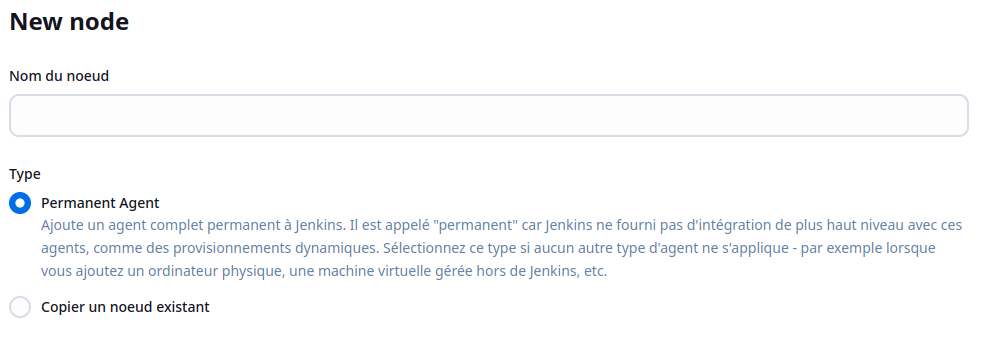 New node
Nom du noeud
Type
Permanent Agent
Ajoute un agent complet permanent à Jenkins. Il est appelé "permanent" car Jenkins ne fourni pas d'intégration de plus haut niveau avec ces
agents, comme des provisionnements dynamiques. Sélectionnez ce type si aucun autre type d'agent ne s'applique - par exemple lorsque
vous ajoutez un ordinateur physique, une machine virtuelle gérée hors de Jenkins, etc.
Copier un noeud existant